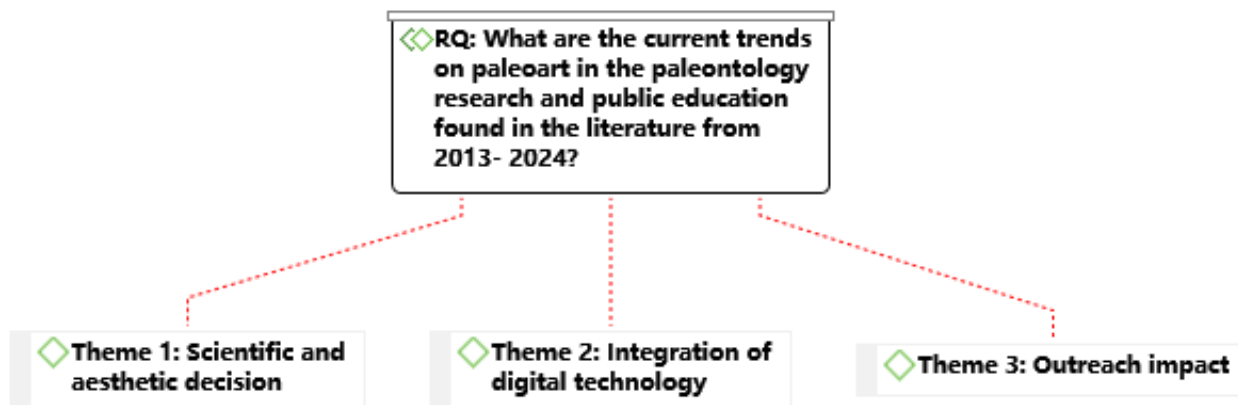 RQ: What are the current trends
on paleoart in the paleontology
research and public education
found in the literature from
2013- 2024?
Theme 1: Scientific and
aesthetic decision
Theme 2: Integration of
digital technology
Theme 3: Outreach impact